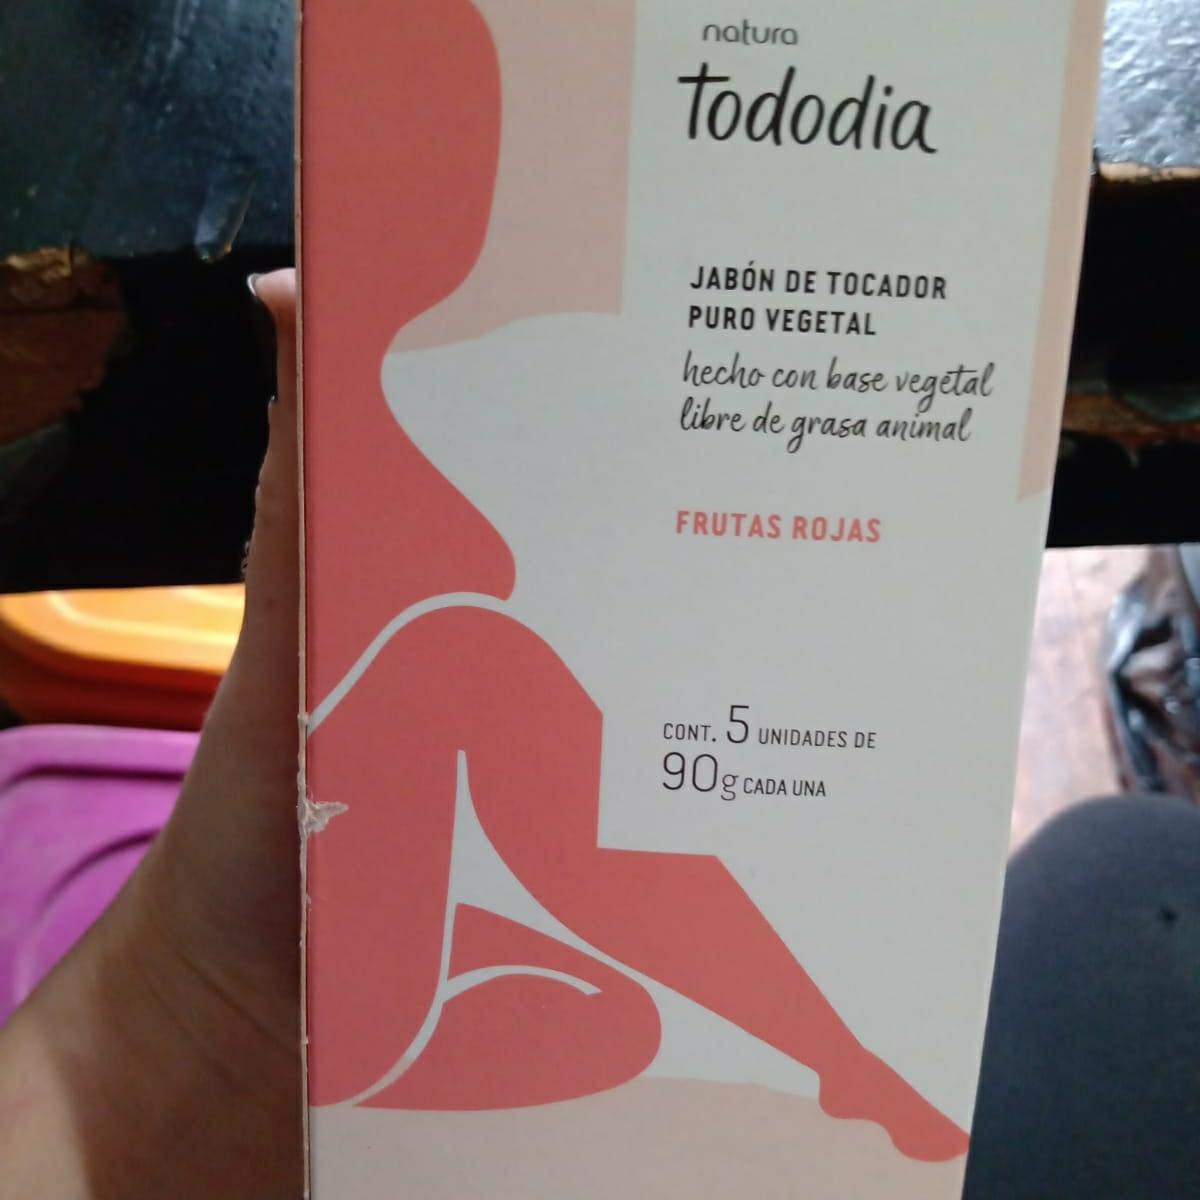 natura
Tododia
JABÓN DE TOCADOR
PURO VEGETAL
hecho con base vegetal
libre de grasa animal
FRUTAS ROJAS
CONT. 5 UNIDADES DE
90g CADA UNA